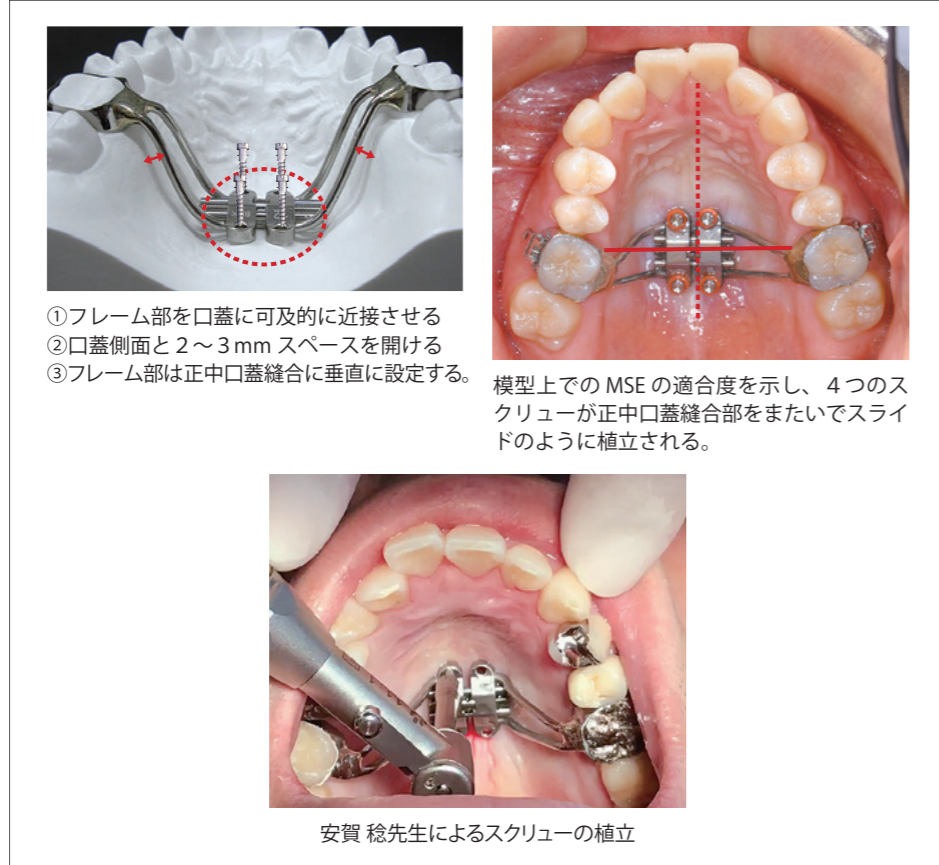 ①フレーム部を口蓋に可及的に近接させる
②口蓋側面と２〜３mm スペースを開ける
③フレーム部は正中口蓋縫合に垂直に設定する。
模型上での MSE の適合度を示し、４つのス
クリューが正中口蓋縫合部をまたいでスライ
ドのように植立される。
安賀 稔先生によるスクリューの植立